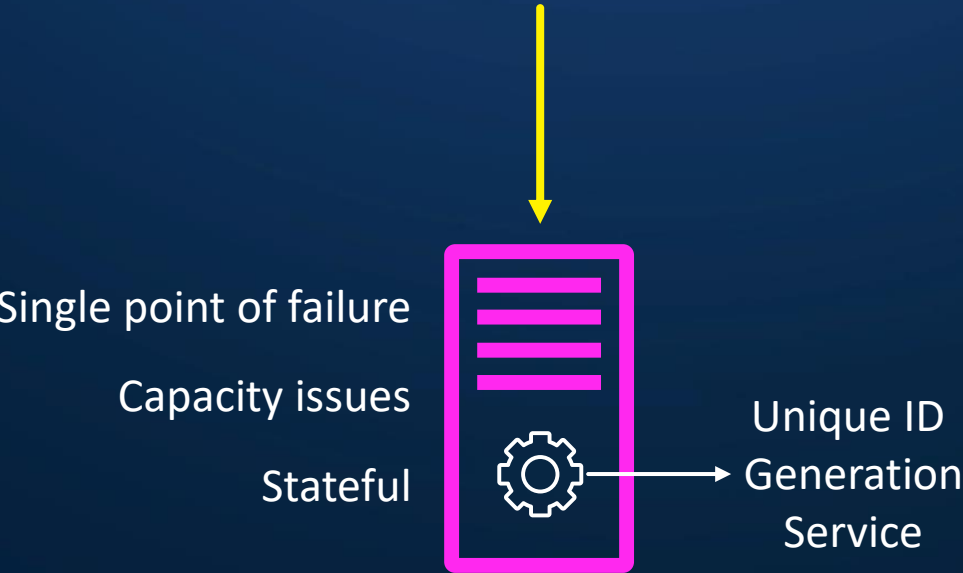 Single point of failure
Capacity issues
Stateful
Unique ID
Generation
Service